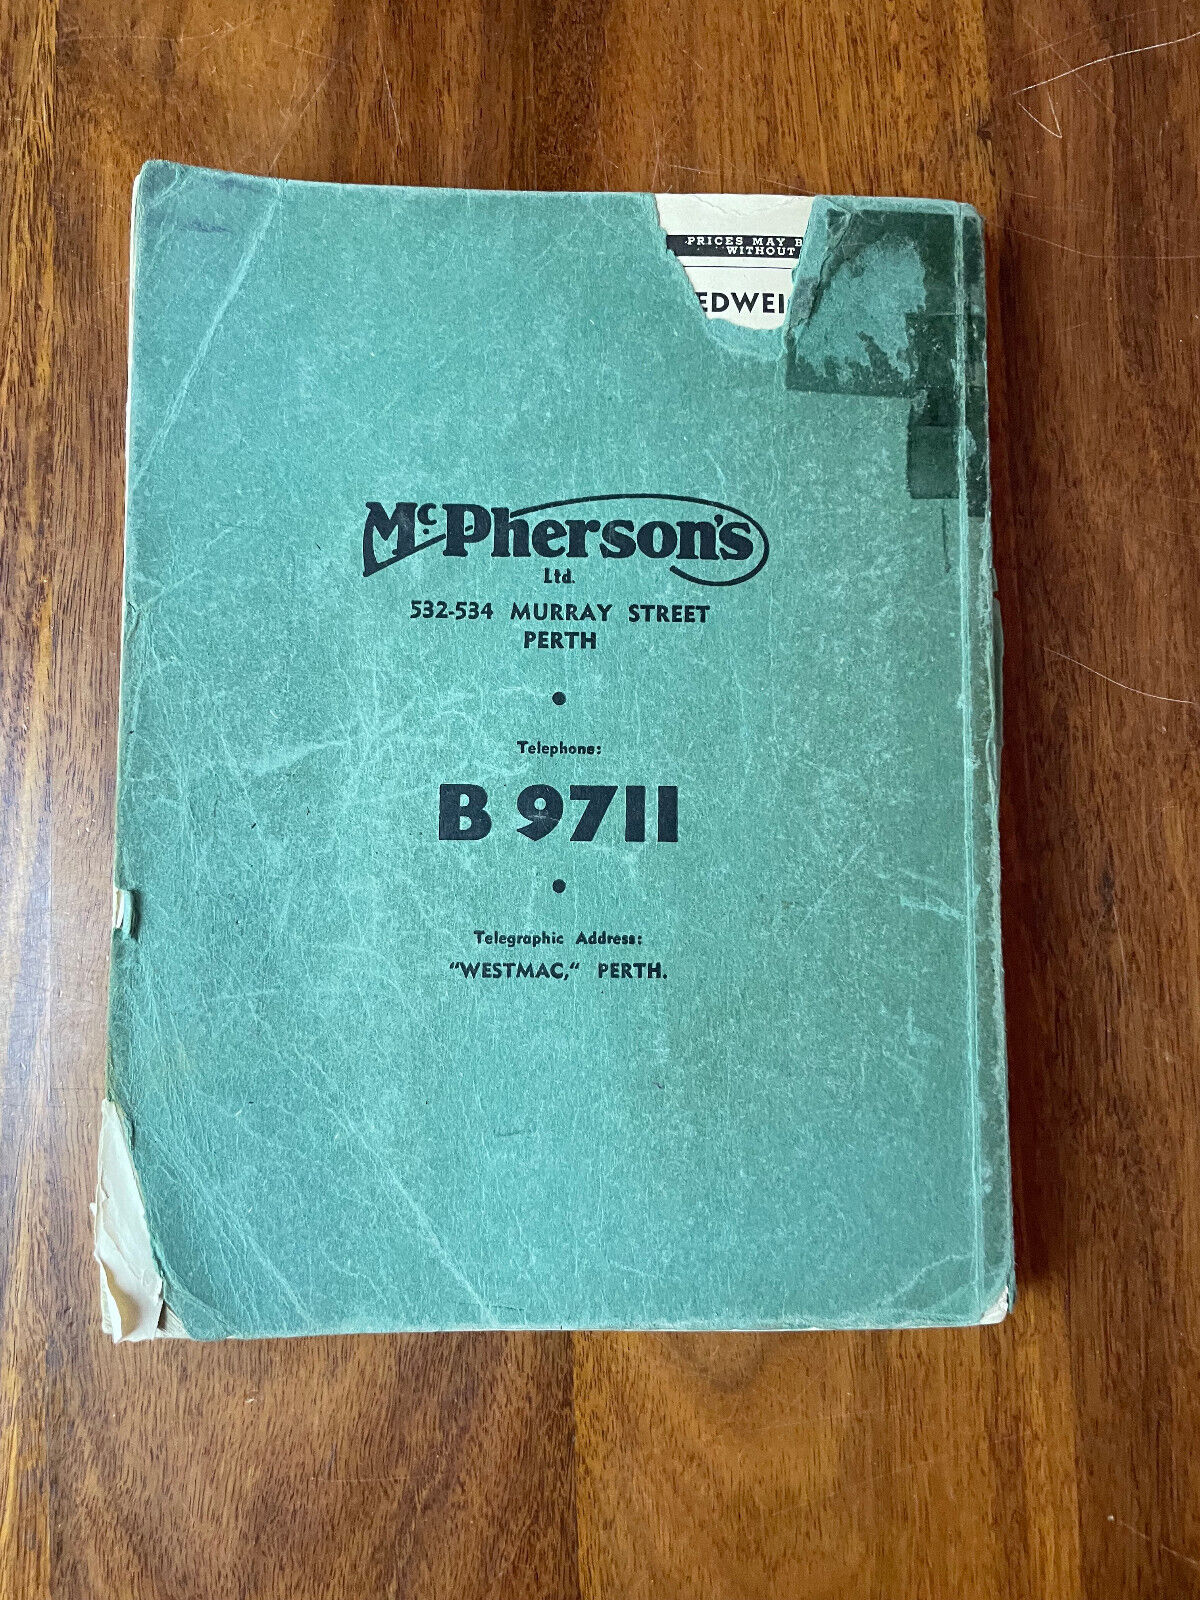 PRICES MAY B
WITHOUT
EDWEI
McPherson's
Ltd.
532-534 MURRAY STREET
PERTH
Telephone:
B 9711
Telegraphic Address:
"WESTMAC," PERTH.